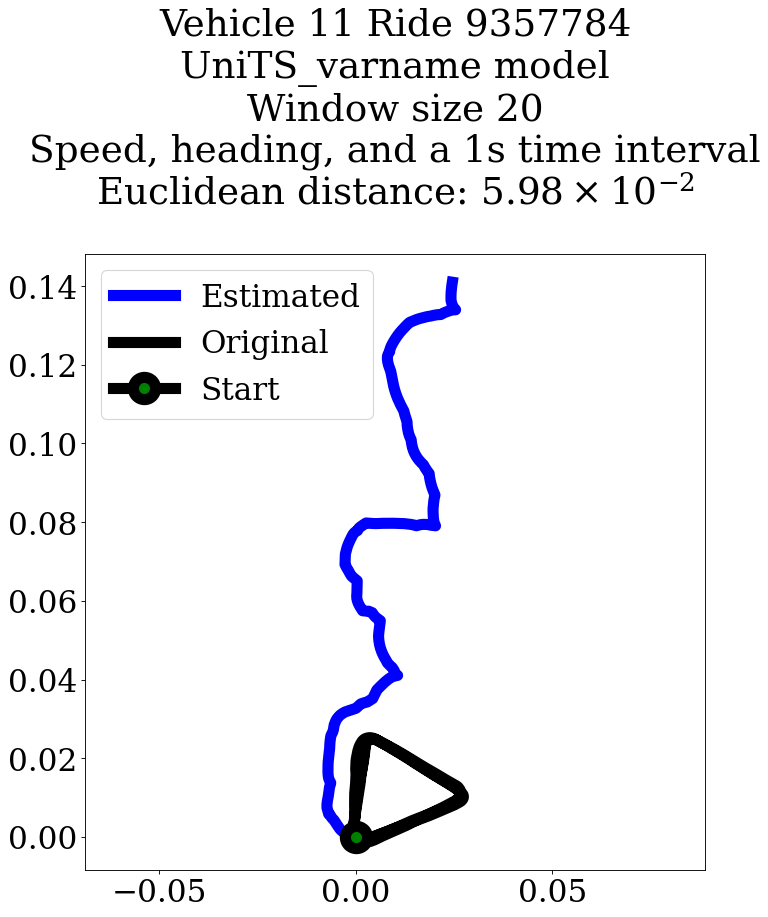 Vehicle 11 Ride 9357784
UniTS_varname model
Window size 20
Speed, heading, and a 1s time interval
Euclidean distance: 5.98 × 10⁻²
Estimated
Original
Start
0.14
0.12
0.10
0.08
0.06
0.04
0.02
0.00
−0.05 0.00 0.05